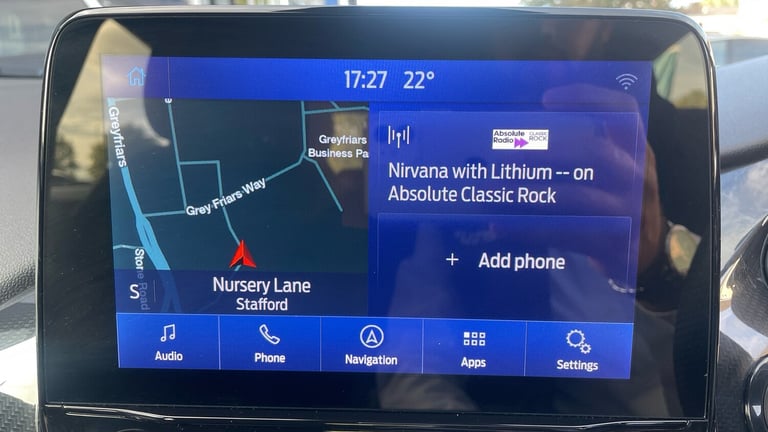 17:27 22°
Greyfriars
Greyfriars
Business Pa
Grey Friars Way
Stone Road
S
Nursery Lane
Stafford
Absolute
Radio
CLASSIC
ROCK
Nirvana with Lithium -- on
Absolute Classic Rock
+ Add phone
Audio
Phone
Navigation
Apps
Settings